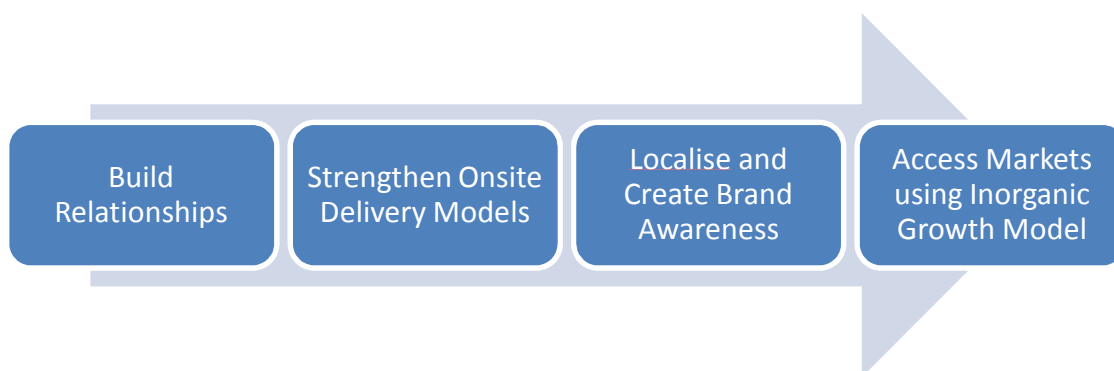 Build
Relationships
Strengthen Onsite
Delivery Models
Localise and
Create Brand
Awareness
Access Markets
using Inorganic
Growth Model